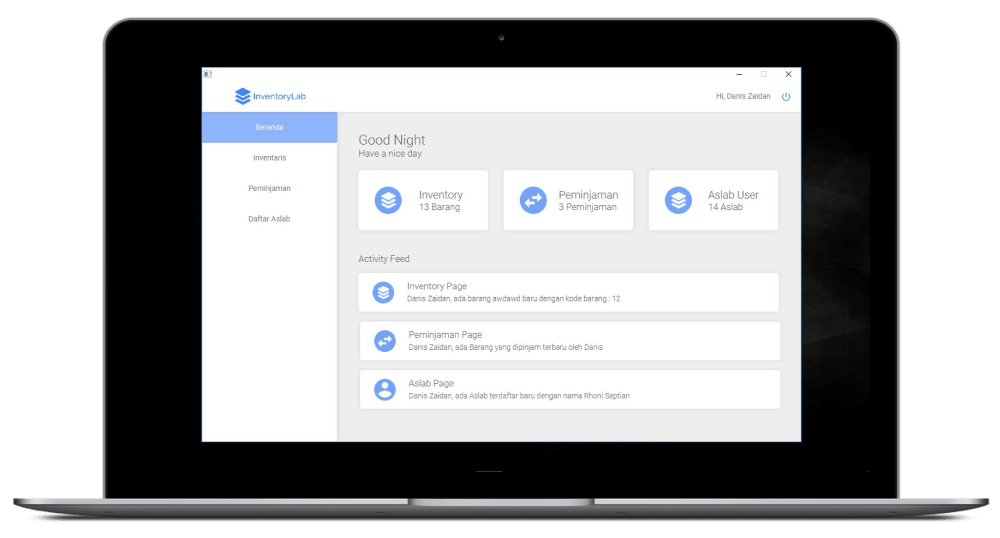 InventoryLab
Hi, Danis Zaidan
Beranda
Inventaris
Peminjaman
Daftar Aslab
Good Night
Have a nice day
Inventory
13 Barang
Peminjaman
3 Peminjaman
Aslab User
14 Aslab
Activity Feed
Inventory Page
Danis Zaidan, ada barang awdawd baru dengan kode barang : 12
Peminjaman Page
Danis Zaidan, ada Barang yang dipinjam terbaru oleh Danis
Aslab Page
Danis Zaidan, ada Aslab terdaftar baru dengan nama Rhoni Septian